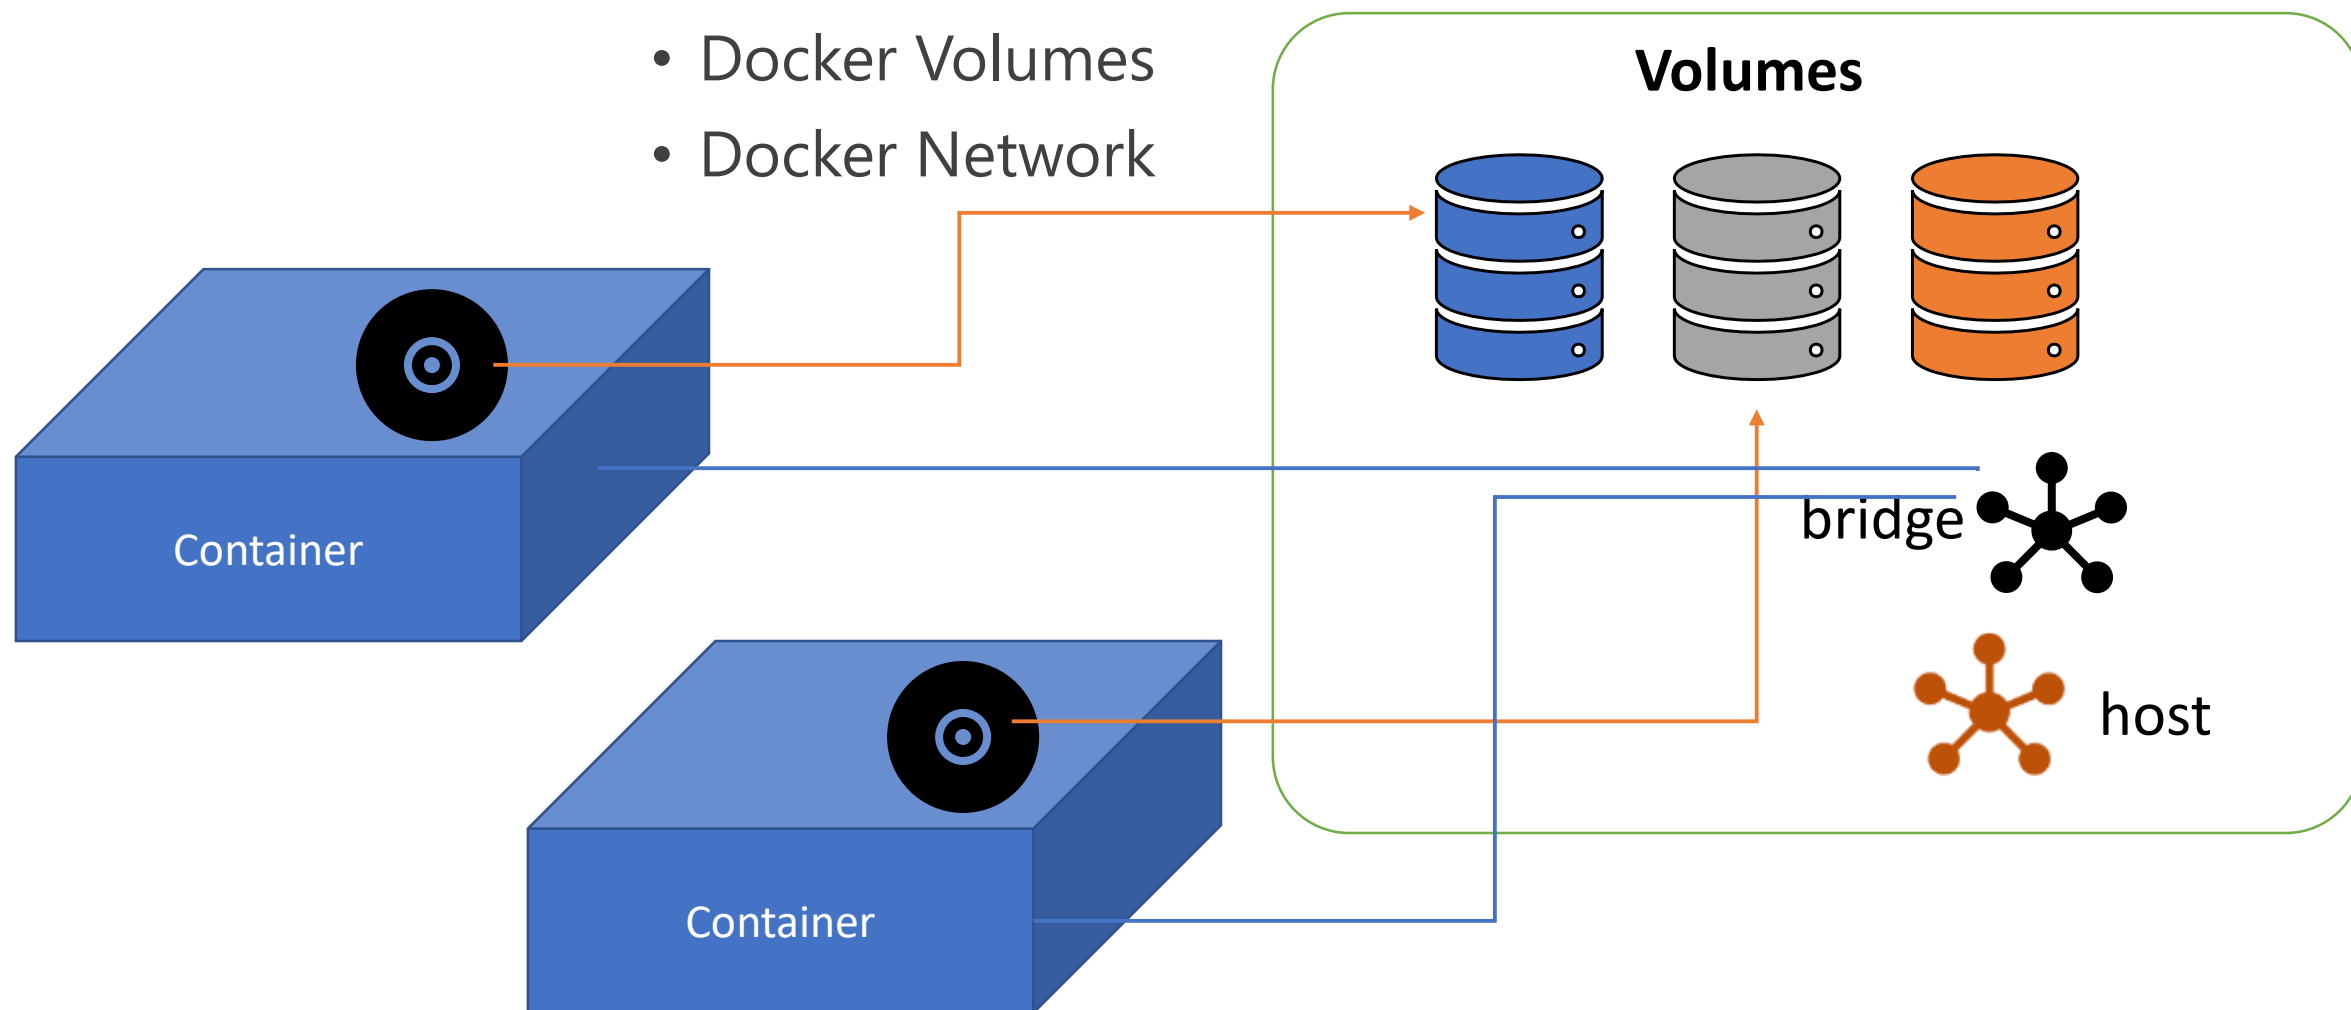 • Docker Volumes
• Docker Network
Volumes
Container
bridge
host
Container